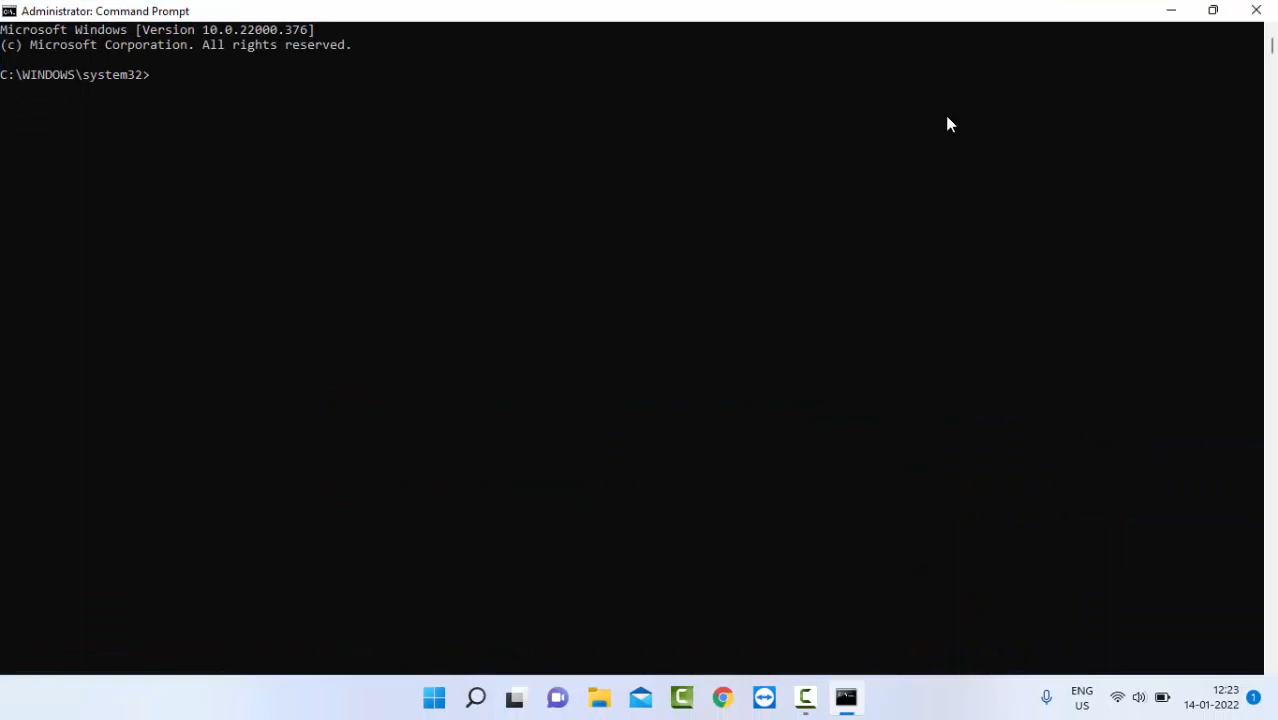 Administrator: Command Prompt
Microsoft Windows [Version 10.0.22000.376]
(c) Microsoft Corporation. All rights reserved.
C:\WINDOWS\system32>
ENG
US
12:23
14-01-2022
1